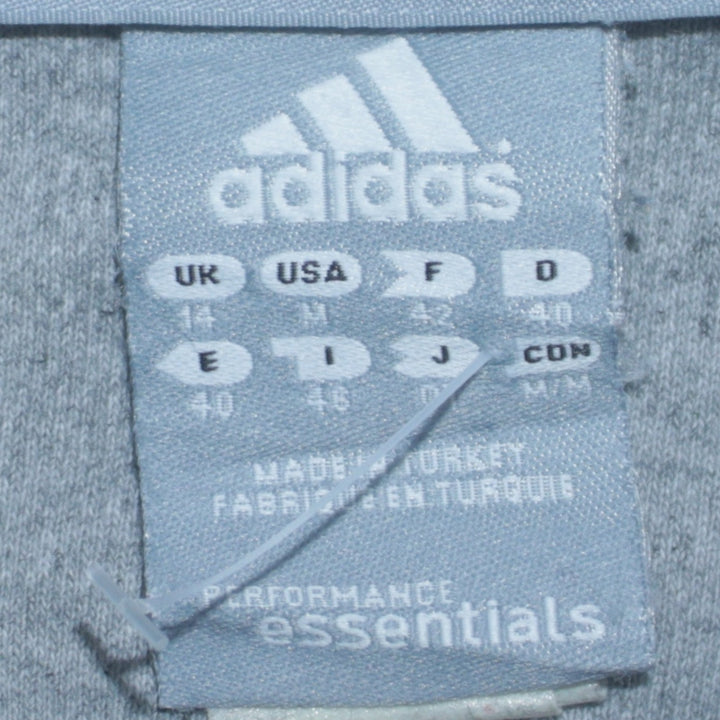 adidas
UK USA F D
14 M 42 40
E I J CON
40 46 M/M
MADE IN TURKEY
FABRIQUE EN TURQUIE
PERFORMANCE
essentials